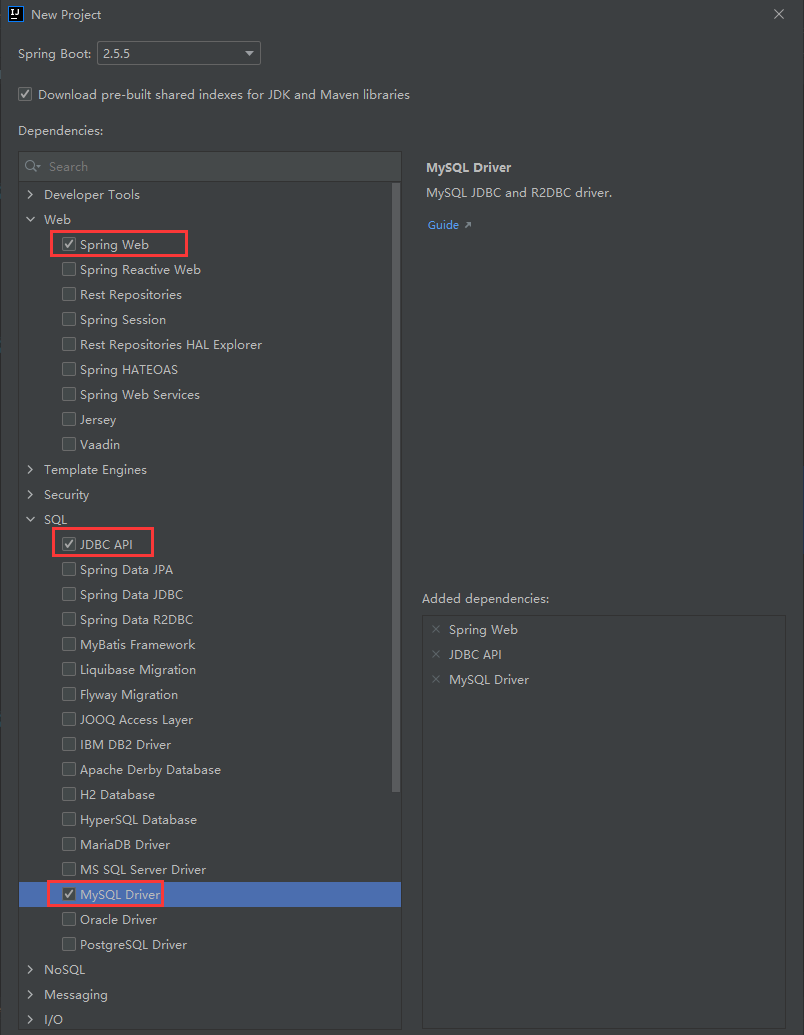 New Project
Spring Boot: 2.5.5
Download pre-built shared indexes for JDK and Maven libraries
Dependencies:
Search
Developer Tools
Web
Spring Web
Spring Reactive Web
Rest Repositories
Spring Session
Rest Repositories HAL Explorer
Spring HATEOAS
Spring Web Services
Jersey
Vaadin
Template Engines
Security
SQL
JDBC API
Spring Data JPA
Spring Data JDBC
Spring Data R2DBC
MyBatis Framework
Liquibase Migration
Flyway Migration
JOOQ Access Layer
IBM DB2 Driver
Apache Derby Database
H2 Database
HyperSQL Database
MariaDB Driver
MS SQL Server Driver
MySQL Driver
Oracle Driver
PostgreSQL Driver
NoSQL
Messaging
I/O
MySQL Driver
MySQL JDBC and R2DBC driver.
Guide
Added dependencies:
Spring Web
JDBC API
MySQL Driver